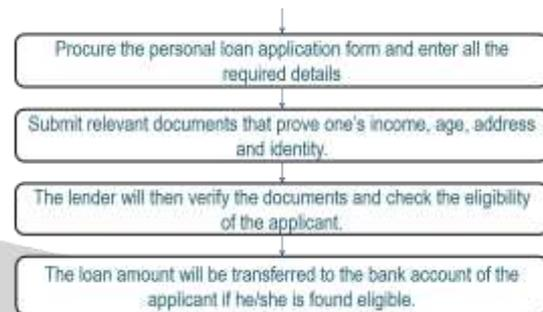 Procure the personal loan application form and enter all the
required details
Submit relevant documents that prove one's income, age, address
and identity.
The lender will then verify the documents and check the eligibility
of the applicant.
The loan amount will be transferred to the bank account of the
applicant if he/she is found eligible.